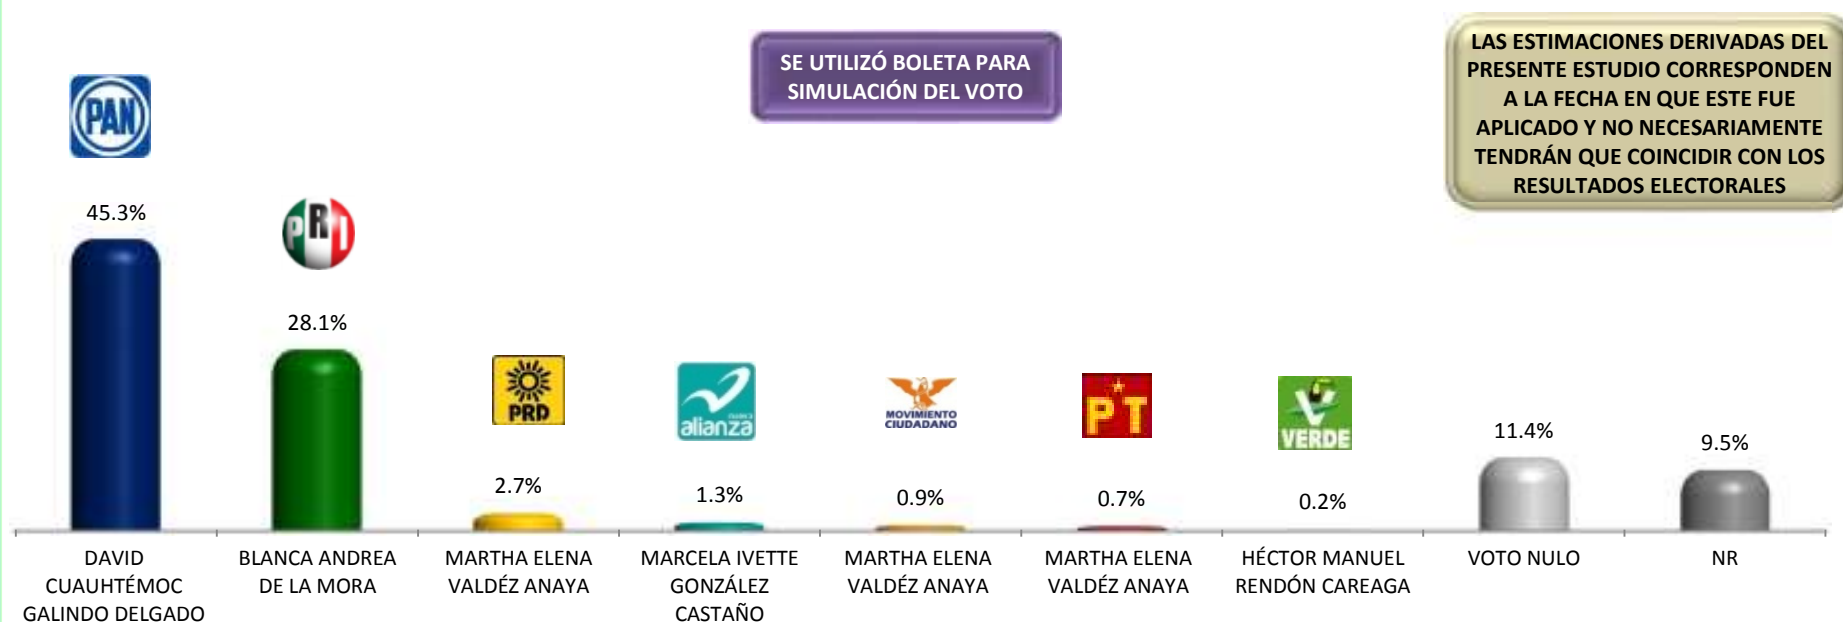 SE UTILIZÓ BOLETA PARA
SIMULACIÓN DEL VOTO
LAS ESTIMACIONES DERIVADAS DEL
PRESENTE ESTUDIO CORRESPONDEN
A LA FECHA EN QUE ESTE FUE
APLICADO Y NO NECESARIAMENTE
TENDRÁN QUE COINCIDIR CON LOS
RESULTADOS ELECTORALES
PAN
45.3%
PRI
28.1%
PRD
2.7%
nueva
alianza
1.3%
MOVIMIENTO
CIUDADANO
0.9%
PT
0.7%
VERDE
0.2%
11.4%
9.5%
DAVID
CUAUHTÉMOC
GALINDO DELGADO
BLANCA ANDREA
DE LA MORA
MARTHA ELENA
VALDÉZ ANAYA
MARCELA IVETTE
GONZÁLEZ
CASTAÑO
MARTHA ELENA
VALDÉZ ANAYA
MARTHA ELENA
VALDÉZ ANAYA
HÉCTOR MANUEL
RENDÓN CAREAGA
VOTO NULO
NR